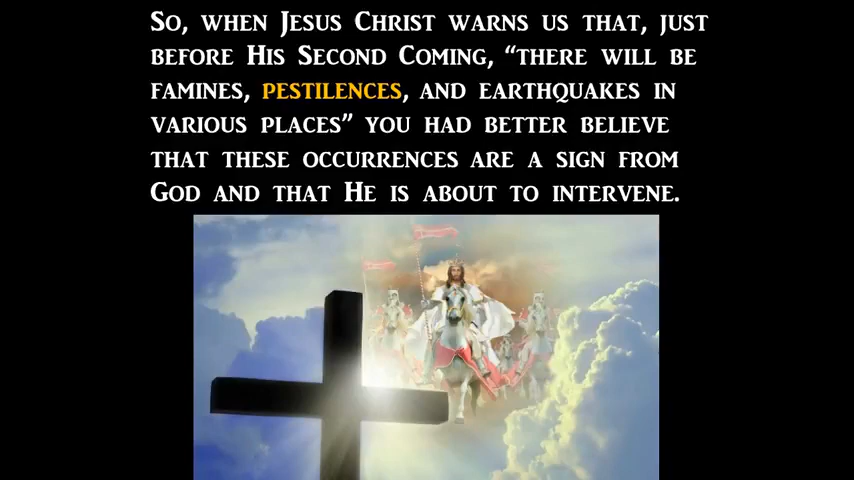 So, when Jesus Christ warns us that, just
before His Second Coming, “there will be
famines, pestilences, and earthquakes in
various places” you had better believe
that these occurrences are a sign from
God and that He is about to intervene.